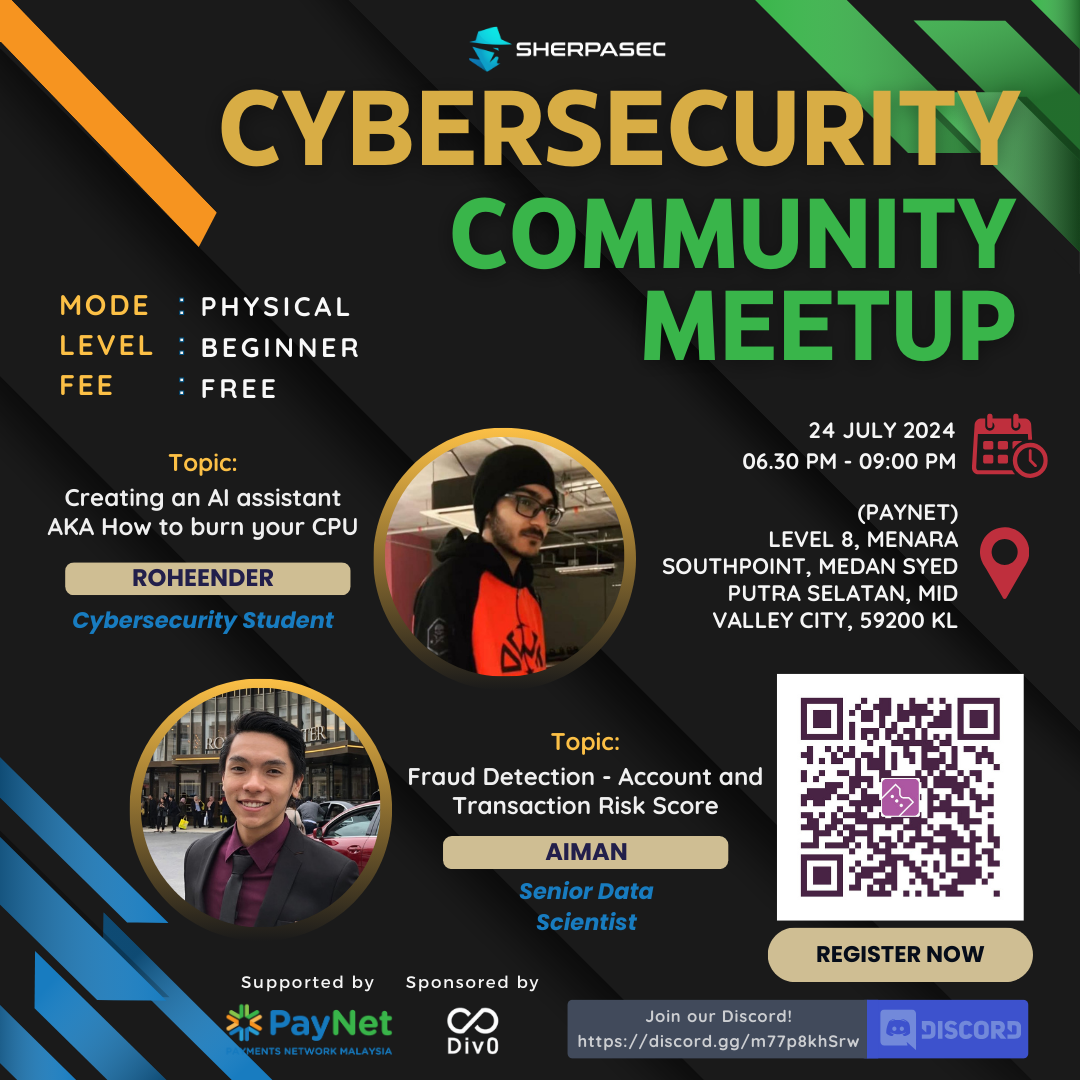 SHERPASEC
CYBERSECURITY
COMMUNITY
MEETUP
MODE : PHYSICAL
LEVEL : BEGINNER
FEE : FREE
24 JULY 2024
06.30 PM - 09:00 PM
(PAYNET)
LEVEL 8, MENARA
SOUTHPOINT, MEDAN SYED
PUTRA SELATAN, MID
VALLEY CITY, 59200 KL
Topic:
Creating an AI assistant
AKA How to burn your CPU
ROHEENDER
Cybersecurity Student
Topic:
Fraud Detection - Account and
Transaction Risk Score
AIMAN
Senior Data
Scientist
REGISTER NOW
Supported by
PayNet
PAYMENTS NETWORK MALAYSIA
Sponsored by
Div0
Join our Discord!
https://discord.gg/m77p8khSrw
DISCORD